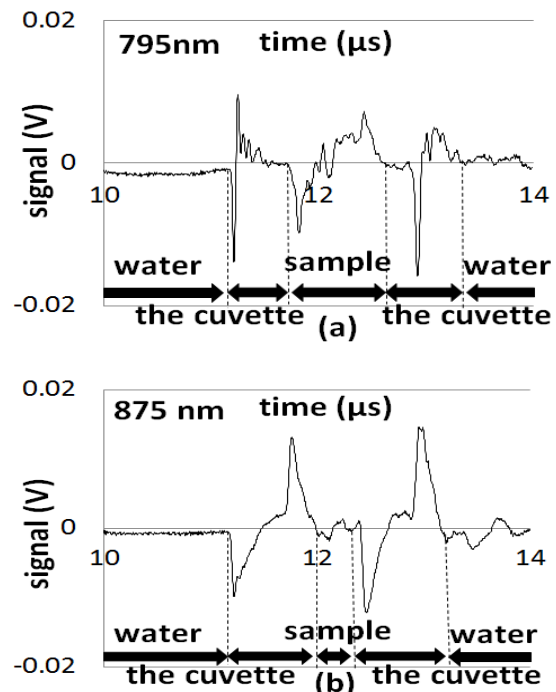 0.02
795nm
time (µs)
signal (V)
0
10
12
14
water
sample
water
the cuvette
the cuvette
-0.02
(a)
0.02
875 nm
time (µs)
signal (V)
0
10
12
14
water
sample
water
the cuvette
the cuvette
-0.02
(b)